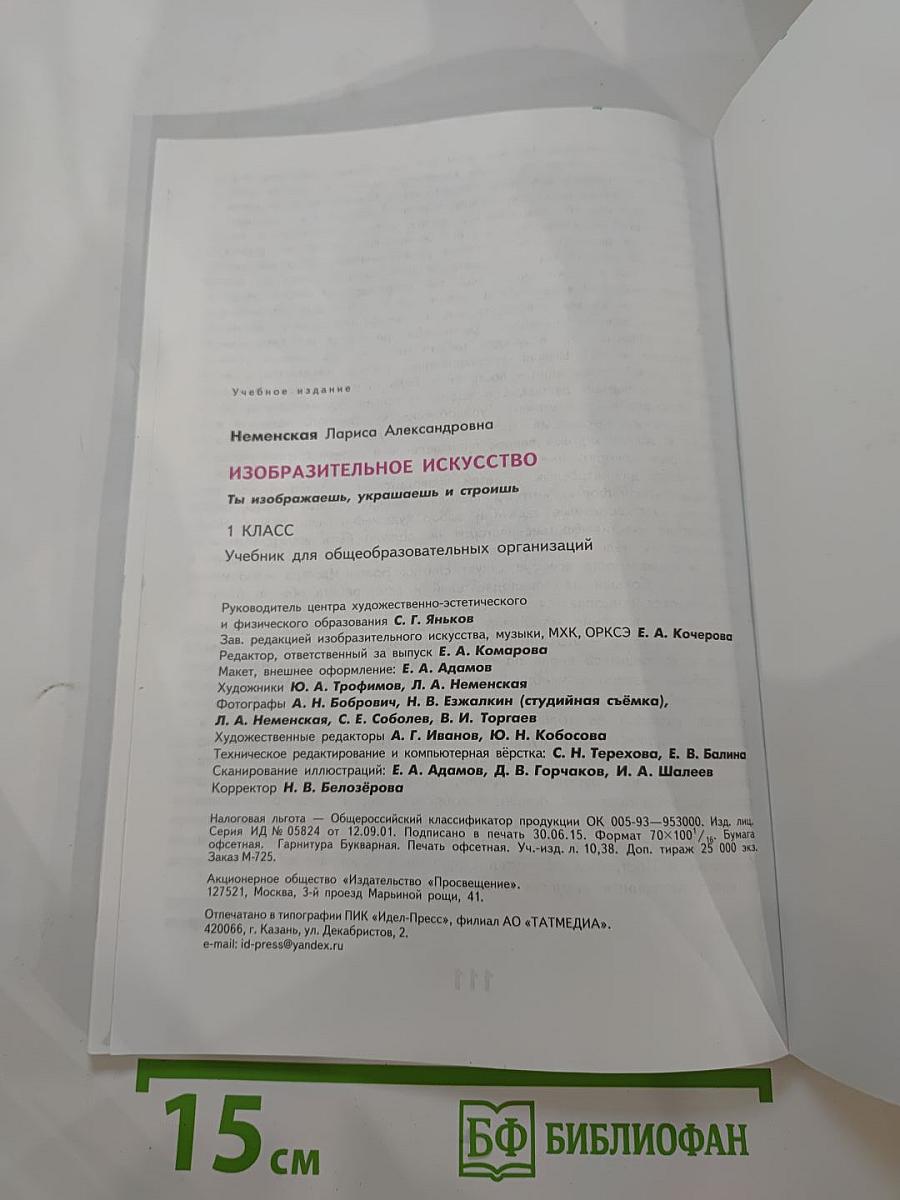 Учебное издание
Неменская Лариса Александровна
ИЗОБРАЗИТЕЛЬНОЕ ИСКУССТВО
Ты изображаешь, украшаешь и строишь
1 КЛАСС
Учебник для общеобразовательных организаций
Руководитель центра художественно-эстетического
и физического образования С. Г. Яньков
Зав. редакцией изобразительного искусства, музыки, МХК, ОРКСЭ Е. А. Кочерова
Редактор, ответственный за выпуск Е. А. Комарова
Макет, внешнее оформление: Е. А. Адамов
Художники Ю. А. Трофимов, Л. А. Неменская
Фотографы А. Н. Бобрович, Н. В. Езжалкин (студийная съёмка),
Л. А. Неменская, С. Е. Соболев, В. И. Торгаев
Художественные редакторы А. Г. Иванов, Ю. Н. Кобосова
Техническое редактирование и компьютерная вёрстка: С. Н. Терехова, Е. В. Балина
Сканирование иллюстраций: Е. А. Адамов, Д. В. Горчаков, И. А. Шалеев
Корректор Н. В. Белозёрова
Налоговая льгота — Общероссийский классификатор продукции ОК 005-93—953000. Изд. лиц.
Серия ИД № 05824 от 12.09.01. Подписано в печать 30.06.15. Формат 70×100 1/16. Бумага
офсетная. Гарнитура Букварная. Печать офсетная. Уч.-изд. л. 10,38. Доп. тираж 25 000 экз.
Заказ М-725.
Акционерное общество «Издательство «Просвещение».
127521, Москва, 3-й проезд Марьиной рощи, 41.
Отпечатано в типографии ПИК «Идел-Пресс», филиал АО «ТАТМЕДИА».
420066, г. Казань, ул. Декабристов, 2.
e-mail: id-press@yandex.ru
111
15 см
БФ БИБЛИОФАН